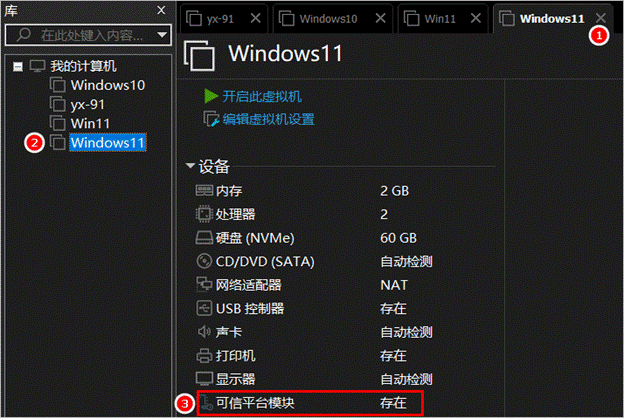 库
在此处键入内容...
我的计算机
Windows10
yx-91
Win11
2
Windows11
yx-91
Windows10
Win11
Windows11
1
Windows11
开启此虚拟机
编辑虚拟机设置
设备
内存 2 GB
处理器 2
硬盘 (NVMe) 60 GB
CD/DVD (SATA) 自动检测
网络适配器 NAT
USB 控制器 存在
声卡 自动检测
打印机 存在
显示器 自动检测
3 可信平台模块 存在